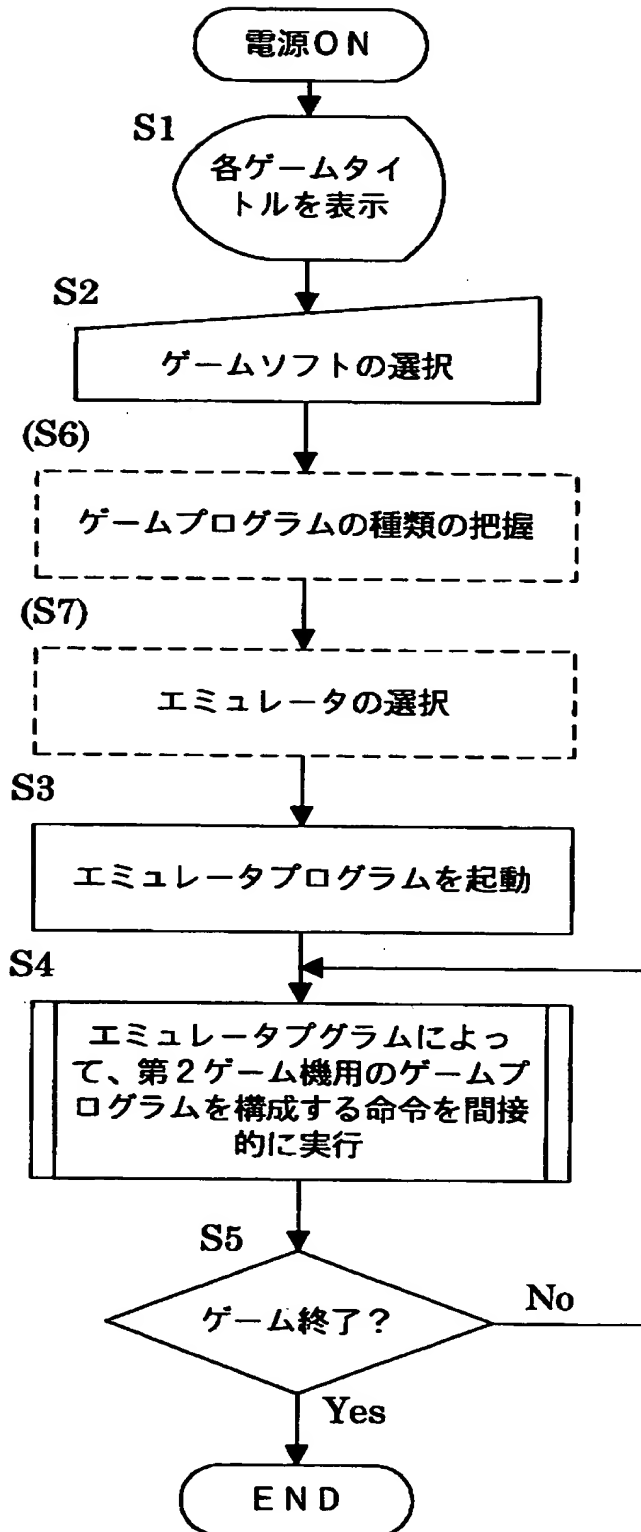 電源ON
S1
各ゲームタイ
トルを表示
S2
ゲームソフトの選択
(S6)
ゲームプログラムの種類の把握
(S7)
エミュレータの選択
S3
エミュレータプログラムを起動
S4
エミュレータプグラムによっ
て、第2ゲーム機用のゲームプ
ログラムを構成する命令を間接
的に実行
S5
ゲーム終了?
No
Yes
END